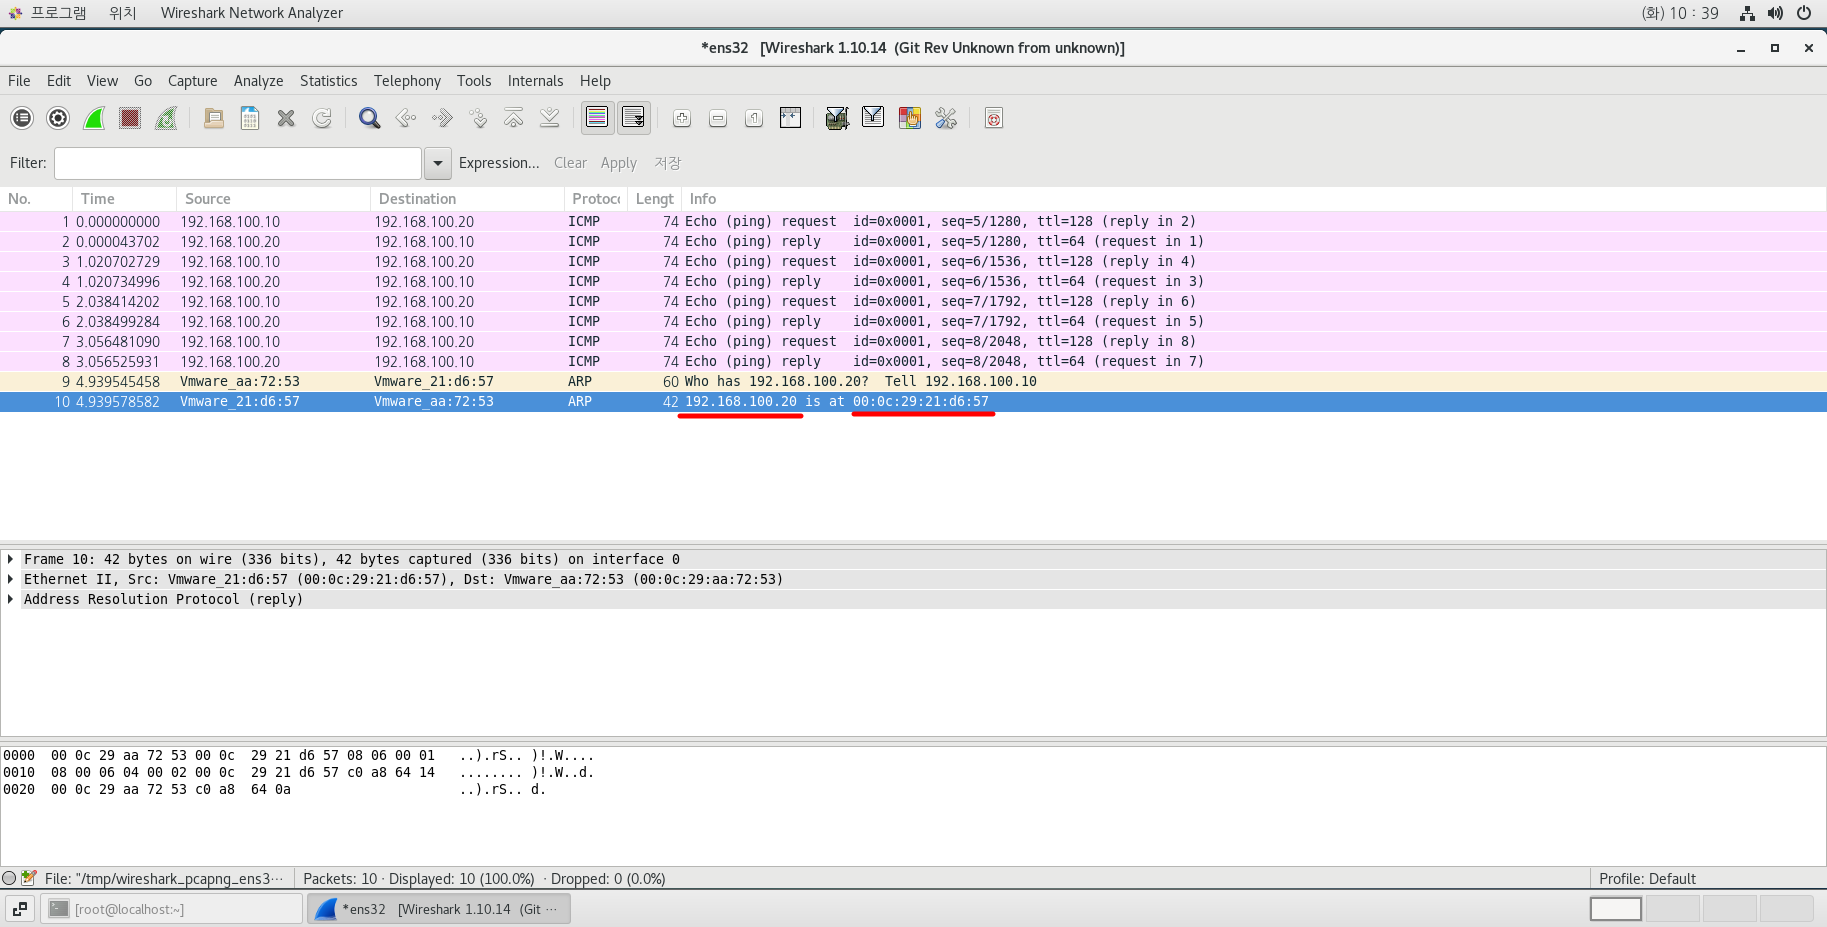 프로그램 위치 Wireshark Network Analyzer (화) 10 : 39
*ens32 [Wireshark 1.10.14 (Git Rev Unknown from unknown)]
File Edit View Go Capture Analyze Statistics Telephony Tools Internals Help
Filter: Expression... Clear Apply 저장
No. Time Source Destination Protoc Lengt Info
1 0.000000000 192.168.100.10 192.168.100.20 ICMP 74 Echo (ping) request id=0x0001, seq=5/1280, ttl=128 (reply in 2)
2 0.000043702 192.168.100.20 192.168.100.10 ICMP 74 Echo (ping) reply id=0x0001, seq=5/1280, ttl=64 (request in 1)
3 1.020702729 192.168.100.10 192.168.100.20 ICMP 74 Echo (ping) request id=0x0001, seq=6/1536, ttl=128 (reply in 4)
4 1.020734996 192.168.100.20 192.168.100.10 ICMP 74 Echo (ping) reply id=0x0001, seq=6/1536, ttl=64 (request in 3)
5 2.038414202 192.168.100.10 192.168.100.20 ICMP 74 Echo (ping) request id=0x0001, seq=7/1792, ttl=128 (reply in 6)
6 2.038499284 192.168.100.20 192.168.100.10 ICMP 74 Echo (ping) reply id=0x0001, seq=7/1792, ttl=64 (request in 5)
7 3.056481090 192.168.100.10 192.168.100.20 ICMP 74 Echo (ping) request id=0x0001, seq=8/2048, ttl=128 (reply in 8)
8 3.056525931 192.168.100.20 192.168.100.10 ICMP 74 Echo (ping) reply id=0x0001, seq=8/2048, ttl=64 (request in 7)
9 4.939545458 Vmware_aa:72:53 Vmware_21:d6:57 ARP 60 Who has 192.168.100.20? Tell 192.168.100.10
10 4.939578582 Vmware_21:d6:57 Vmware_aa:72:53 ARP 42 192.168.100.20 is at 00:0c:29:21:d6:57
Frame 10: 42 bytes on wire (336 bits), 42 bytes captured (336 bits) on interface 0
Ethernet II, Src: Vmware_21:d6:57 (00:0c:29:21:d6:57), Dst: Vmware_aa:72:53 (00:0c:29:aa:72:53)
Address Resolution Protocol (reply)
0000 00 0c 29 aa 72 53 00 0c 29 21 d6 57 08 06 00 01 ..).rS.. )!.W....
0010 08 00 06 04 00 02 00 0c 29 21 d6 57 c0 a8 64 14 ........ )!.W..d.
0020 00 0c 29 aa 72 53 c0 a8 64 0a ..).rS.. d.
File: "/tmp/wireshark_pcapng_ens3··· Packets: 10 · Displayed: 10 (100.0%) · Dropped: 0 (0.0%) Profile: Default
[root@localhost:~] *ens32 [Wireshark 1.10.14 (Git ···